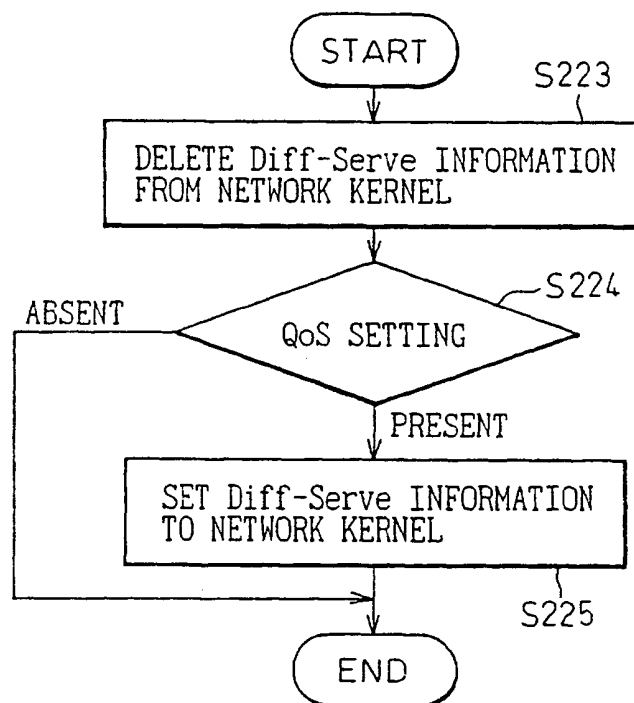 START
S223
DELETE Diff-Serve INFORMATION
FROM NETWORK KERNEL
S224
ABSENT
QoS SETTING
PRESENT
SET Diff-Serve INFORMATION
TO NETWORK KERNEL
S225
END